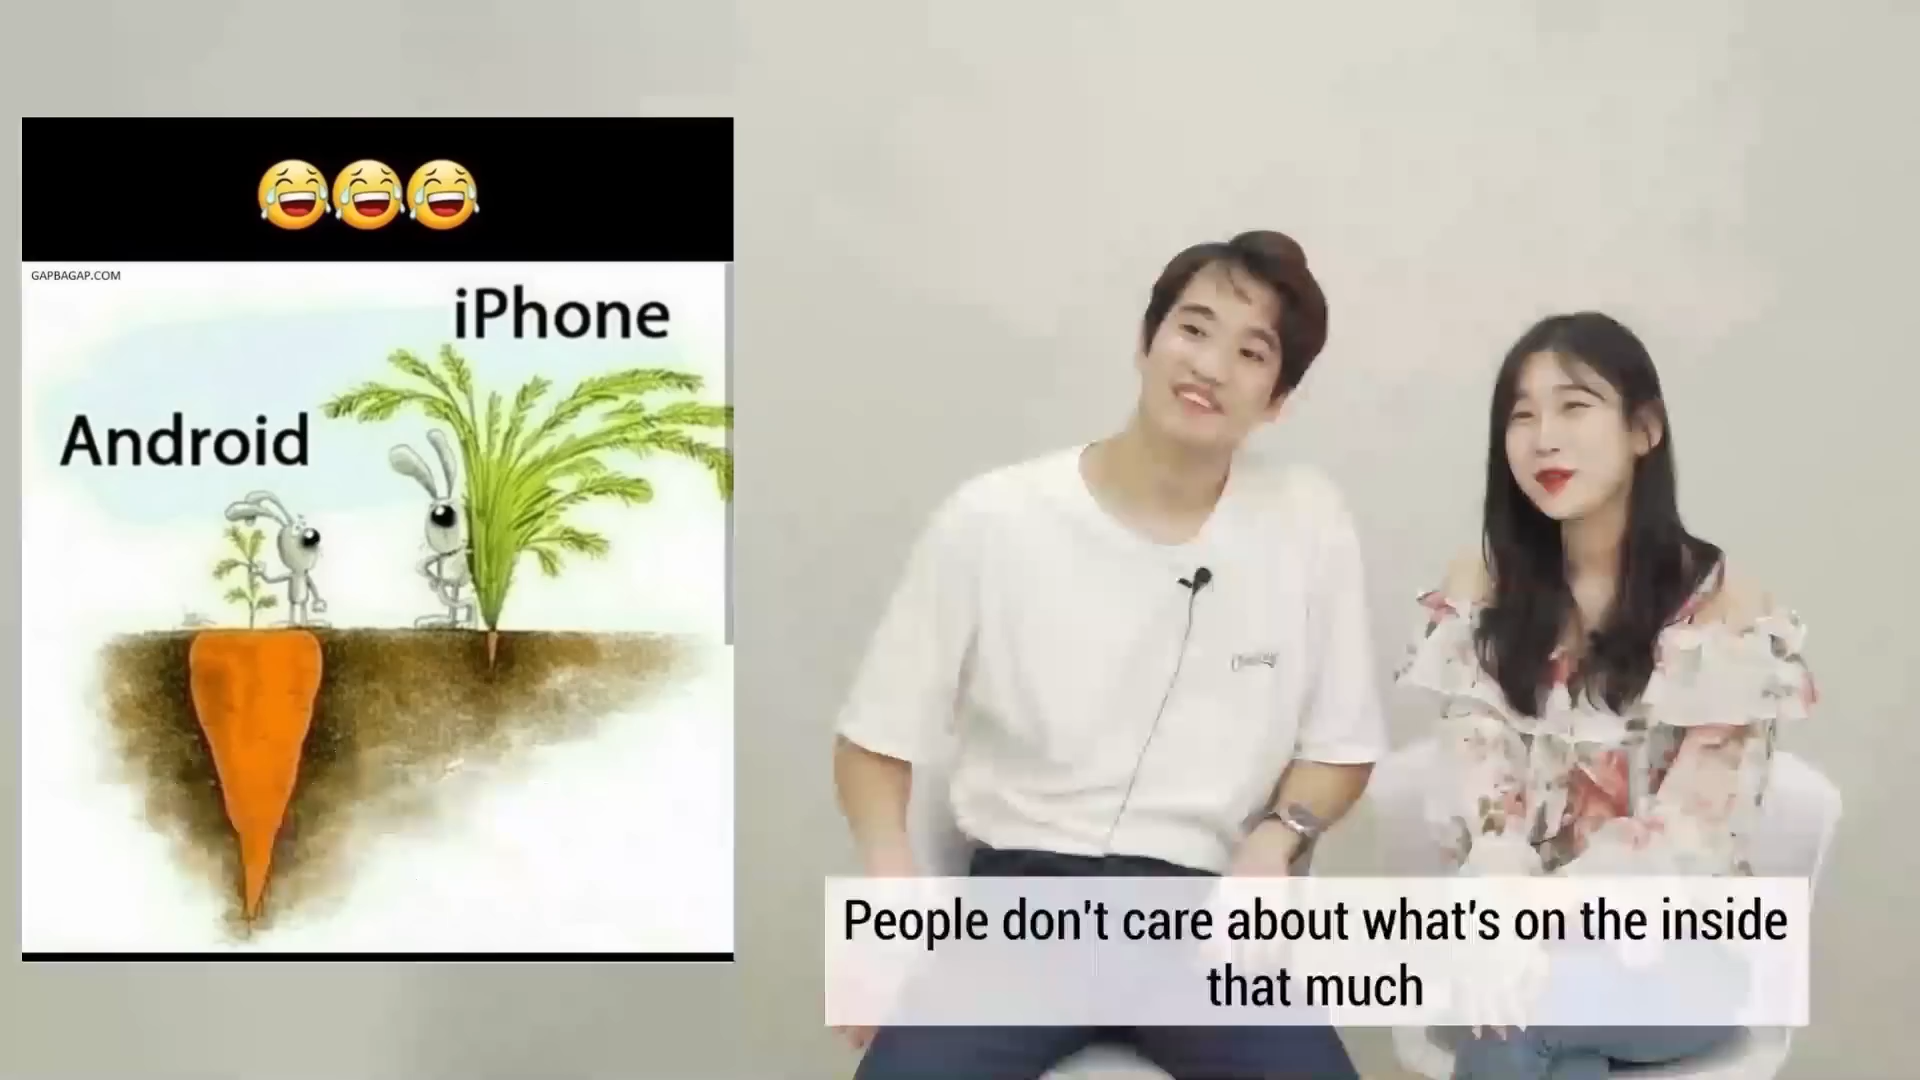 GAPBAGAP.COM
iPhone
Android
People don't care about what's on the inside
that much